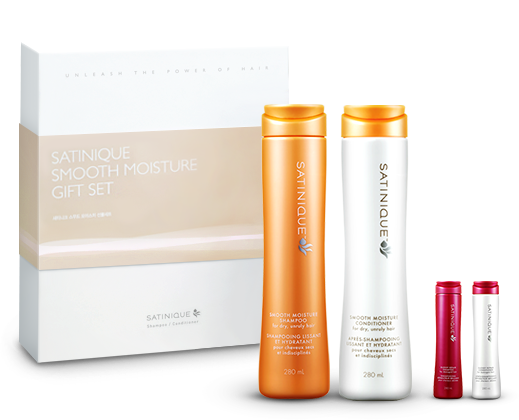 UNLEASH THE POWER OF HAIR
SATINIQUE
SMOOTH MOISTURE
GIFT SET
SATINIQUE
Shampoo / Conditioner
SATINIQUE
SMOOTH MOISTURE
SHAMPOO
for dry, unruly hair
SHAMPOOING LISSANT
ET HYDRATANT
pour cheveux secs
et indisciplinés
280 mL
SATINIQUE
SMOOTH MOISTURE
CONDITIONER
for dry, unruly hair
APRÈS-SHAMPOOING
LISSANT ET HYDRATANT
pour cheveux secs
et indisciplinés
280 mL
SATINIQUE
SATINIQUE